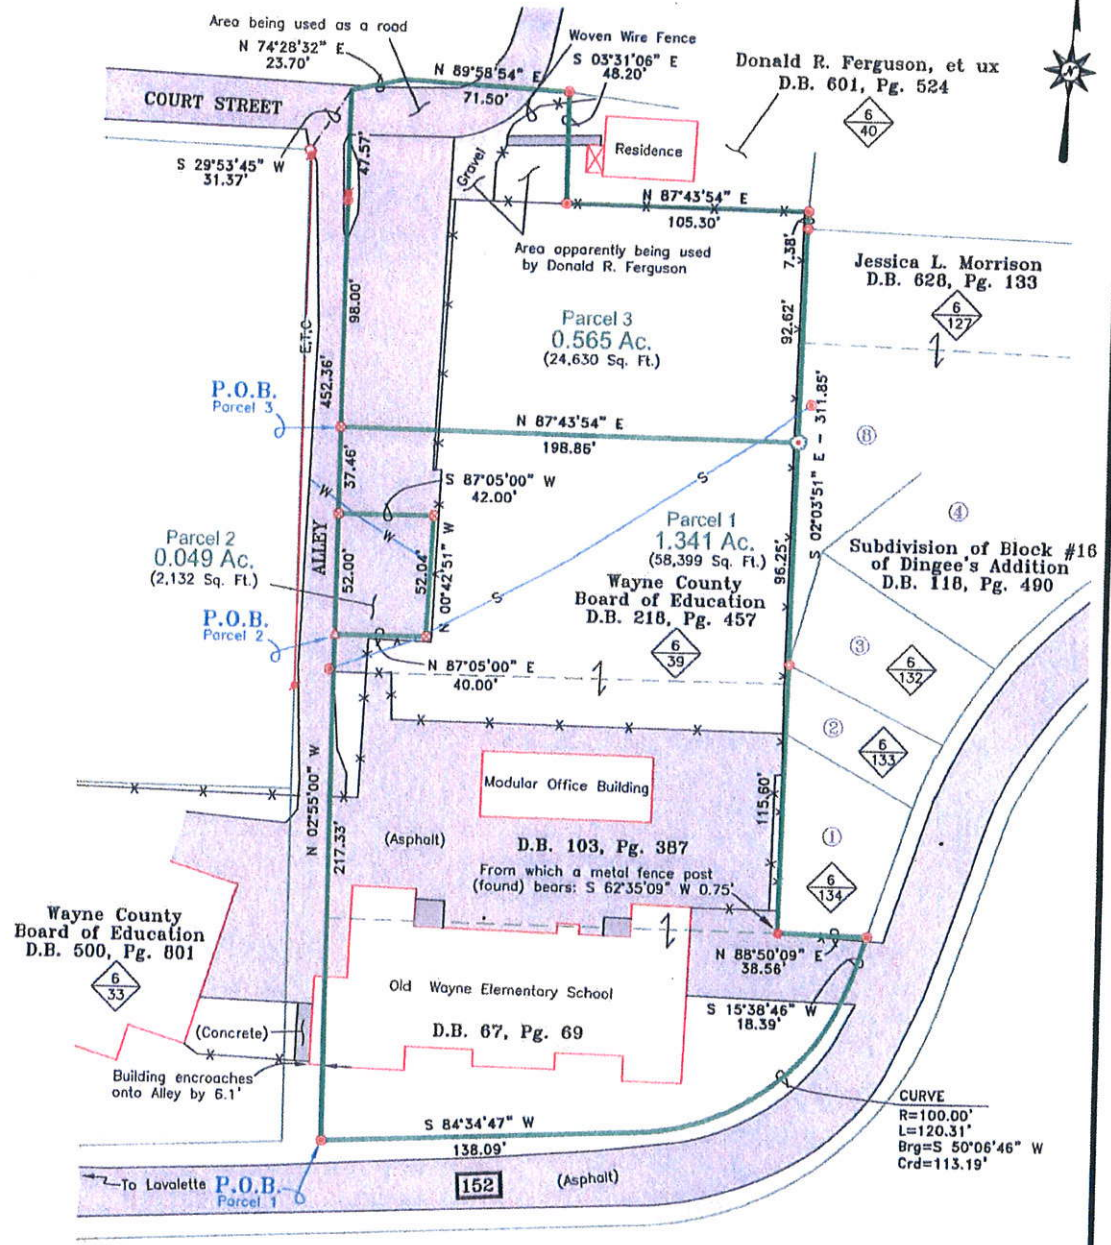 Area being used as a road
N 74°28'32" E
23.70'
Woven Wire Fence
S 03°31'06" E
48.20'
N 89°58'54" E
71.50'
Donald R. Ferguson, et ux
D.B. 601, Pg. 524
6
40
N
COURT STREET
S 29°53'45" W
31.37'
47.57'
Gravel
Residence
N 87°43'54" E
105.30'
7.38'
Area apparently being used
by Donald R. Ferguson
Jessica L. Morrison
D.B. 628, Pg. 133
6
127
98.00'
92.62'
Parcel 3
0.565 Ac.
(24,630 Sq. Ft.)
E.T.C
452.36'
P.O.B.
Parcel 3
S 02°03'51" E - 311.85'
N 87°43'54" E
198.86'
8
37.46'
S 87°05'00" W
42.00'
W
W
S
Parcel 1
1.341 Ac.
(58,399 Sq. Ft.)
4
Subdivision of Block #16
of Dingee's Addition
D.B. 118, Pg. 490
Parcel 2
0.049 Ac.
(2,132 Sq. Ft.)
ALLEY
52.00'
52.04'
N 00°42'51" W
96.25'
S
Wayne County
Board of Education
D.B. 218, Pg. 457
6
39
P.O.B.
Parcel 2
N 87°05'00" E
40.00'
3
6
132
2
6
133
Modular Office Building
115.60'
N 02°55'00" W
217.33'
(Asphalt)
D.B. 103, Pg. 387
1
From which a metal fence post
(found) bears: S 62°35'09" W 0.75'
6
134
Wayne County
Board of Education
D.B. 500, Pg. 801
6
33
N 88°50'09" E
38.56'
Old Wayne Elementary School
S 15°38'46" W
18.39'
(Concrete)
D.B. 67, Pg. 69
Building encroaches
onto Alley by 6.1'
CURVE
R=100.00'
L=120.31'
Brg=S 50°06'46" W
Crd=113.19'
S 84°34'47" W
138.09'
To Lavalette
P.O.B.
Parcel 1
152
(Asphalt)